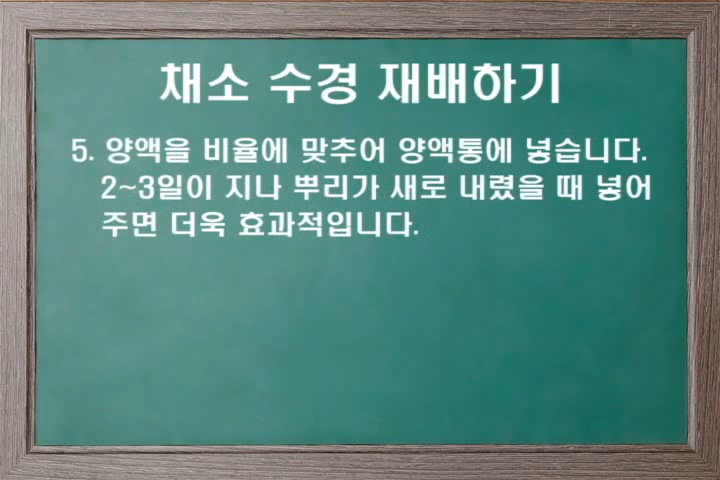 채소 수경 재배하기
5. 양액을 비율에 맞추어 양액통에 넣습니다.
2~3일이 지나 뿌리가 새로 내렸을 때 넣어
주면 더욱 효과적입니다.